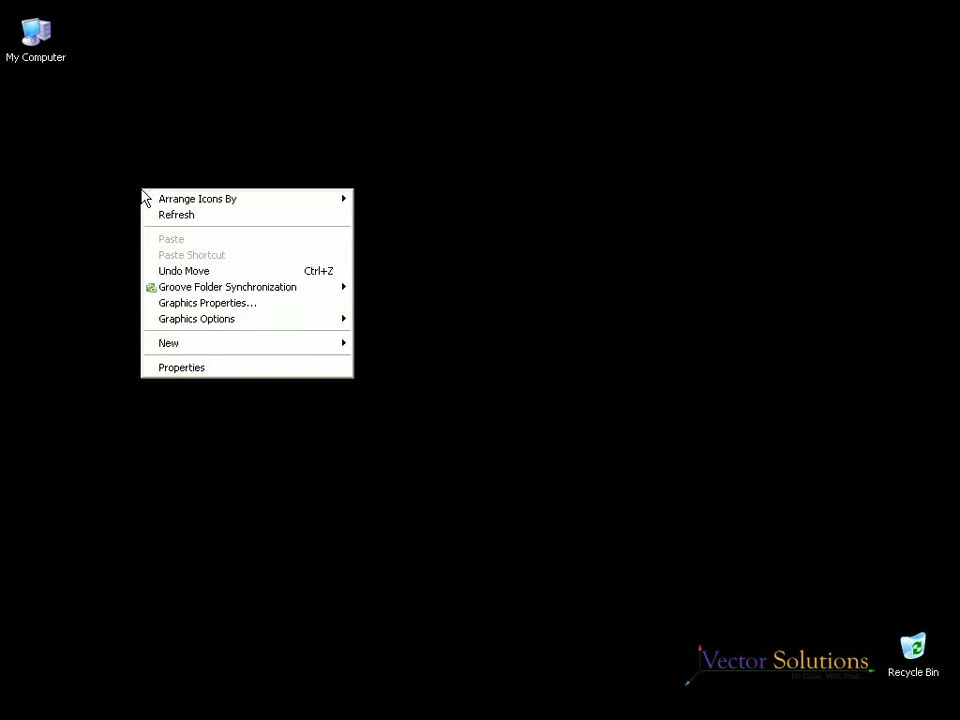 My Computer
Arrange Icons By
Refresh
Paste
Paste Shortcut
Undo Move Ctrl+Z
Groove Folder Synchronization
Graphics Properties...
Graphics Options
New
Properties
Vector Solutions
Recycle Bin